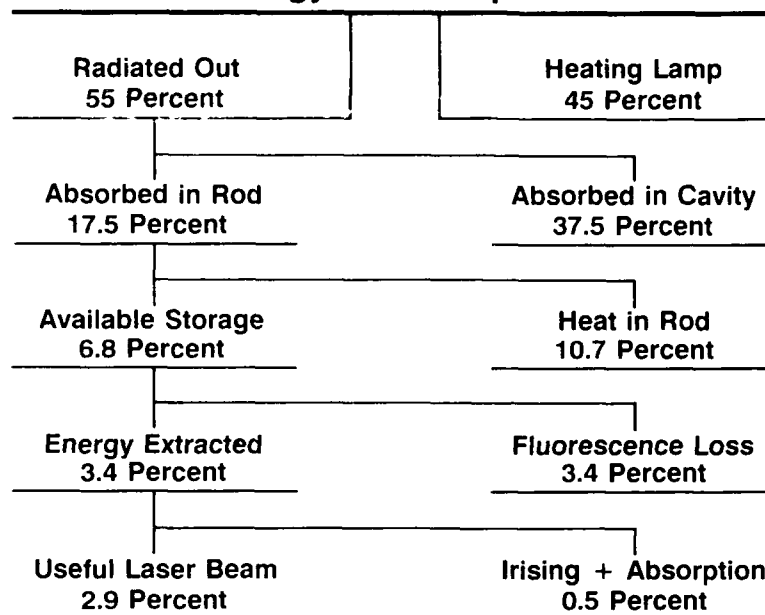 Radiated Out
55 Percent
Heating Lamp
45 Percent
Absorbed in Rod
17.5 Percent
Absorbed in Cavity
37.5 Percent
Available Storage
6.8 Percent
Heat in Rod
10.7 Percent
Energy Extracted
3.4 Percent
Fluorescence Loss
3.4 Percent
Useful Laser Beam
2.9 Percent
Irising + Absorption
0.5 Percent